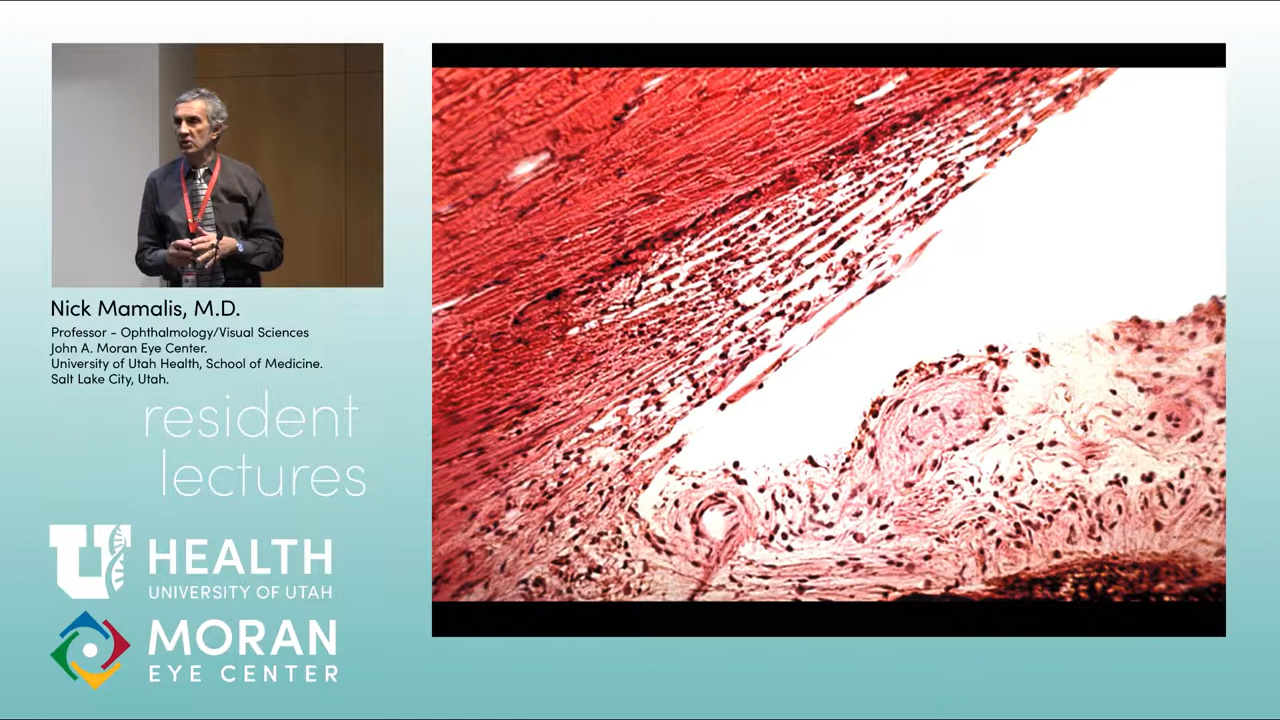 Nick Mamalis, M.D.
Professor - Ophthalmology/Visual Sciences
John A. Moran Eye Center.
University of Utah Health, School of Medicine.
Salt Lake City, Utah.
resident
lectures
U HEALTH
UNIVERSITY OF UTAH
MORAN
EYE CENTER